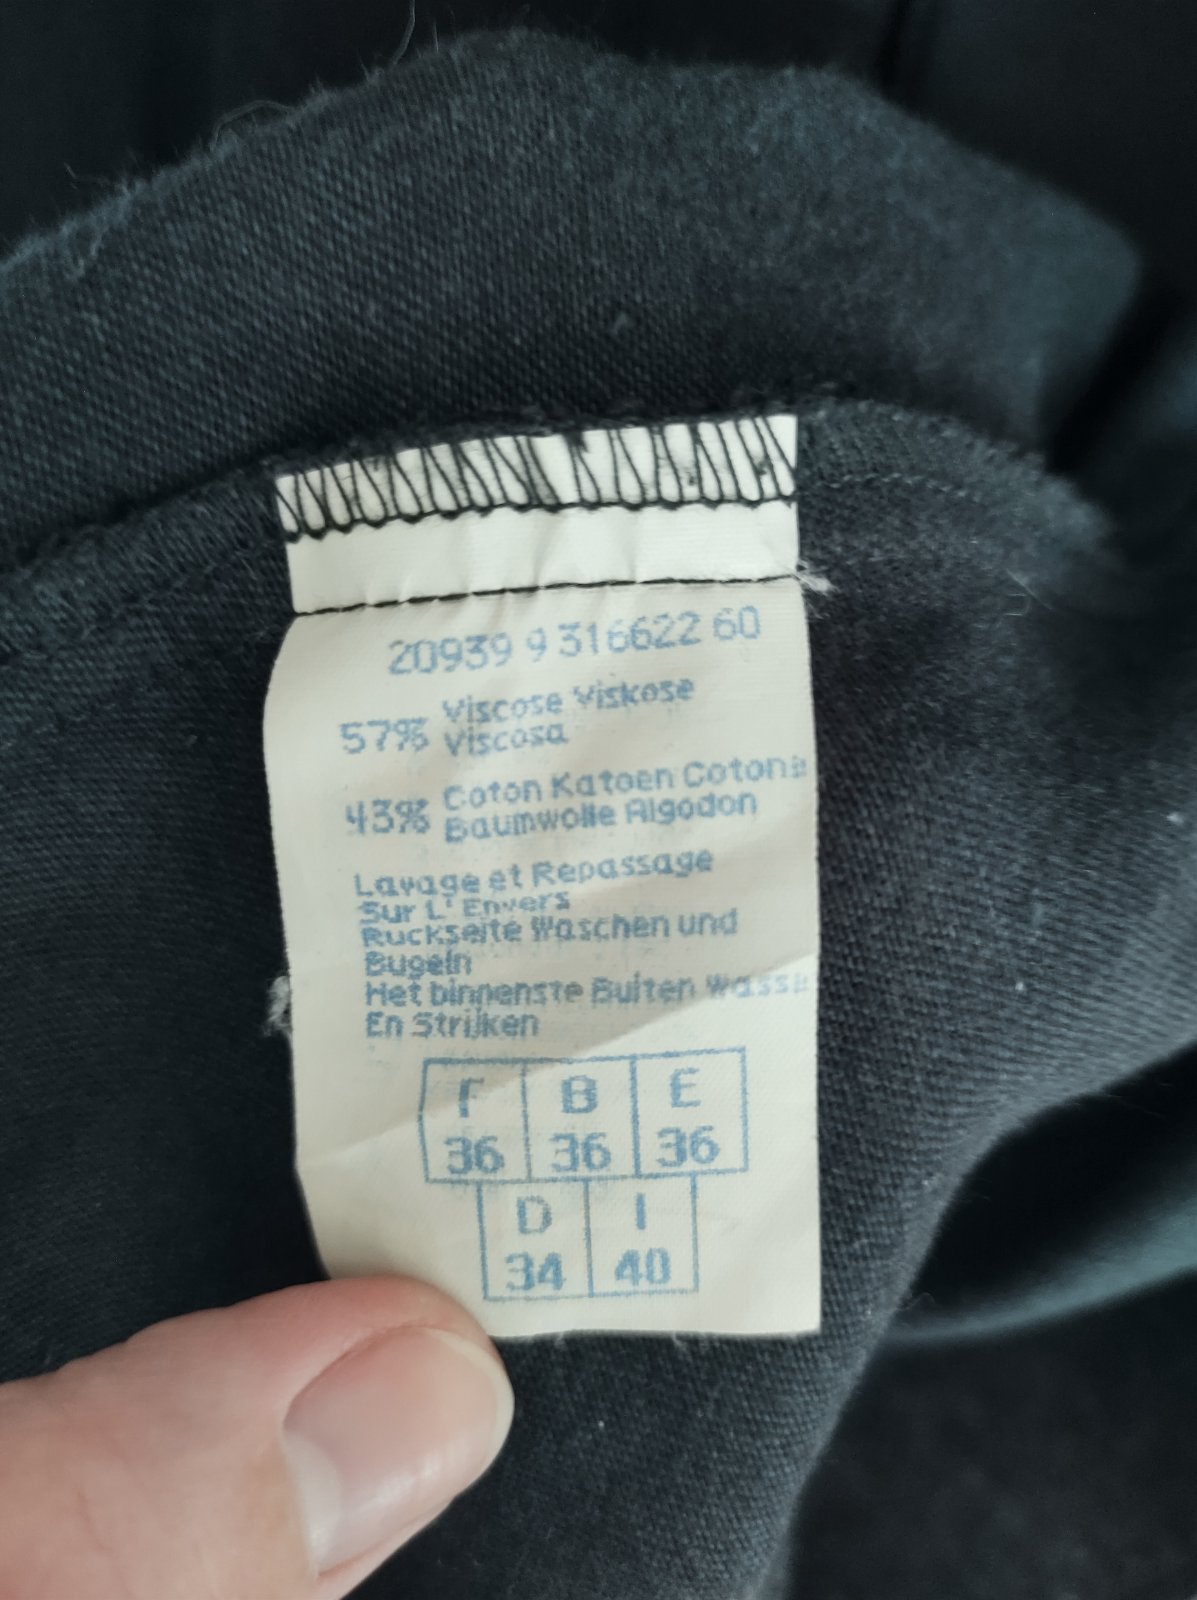 20939 9 316622 60
57% Viscose Viskose
Viscosa
43% Coton Katoen Cotone
Baumwolle Algodon
Lavage et Repassage
Sur L'Envers
Ruckseite Waschen und
Bugeln
Het binnenste Buiten
En Strijken
F B E
36 36 36
D I
34 40